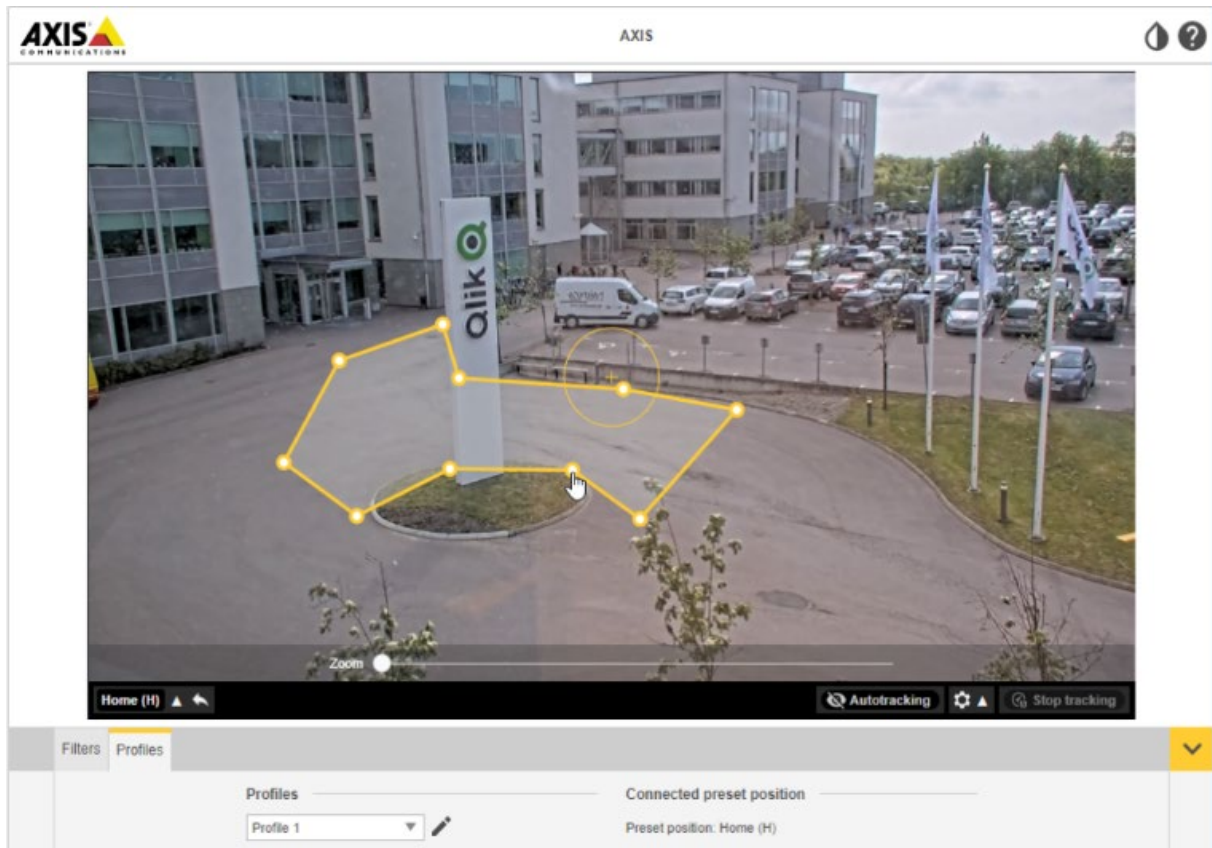 AXIS
COMMUNICATIONS
AXIS
Qlik
Zoom
Home (H)
Autotracking
Stop tracking
Filters
Profiles
Profiles
Connected preset position
Profile 1
Preset position: Home (H)